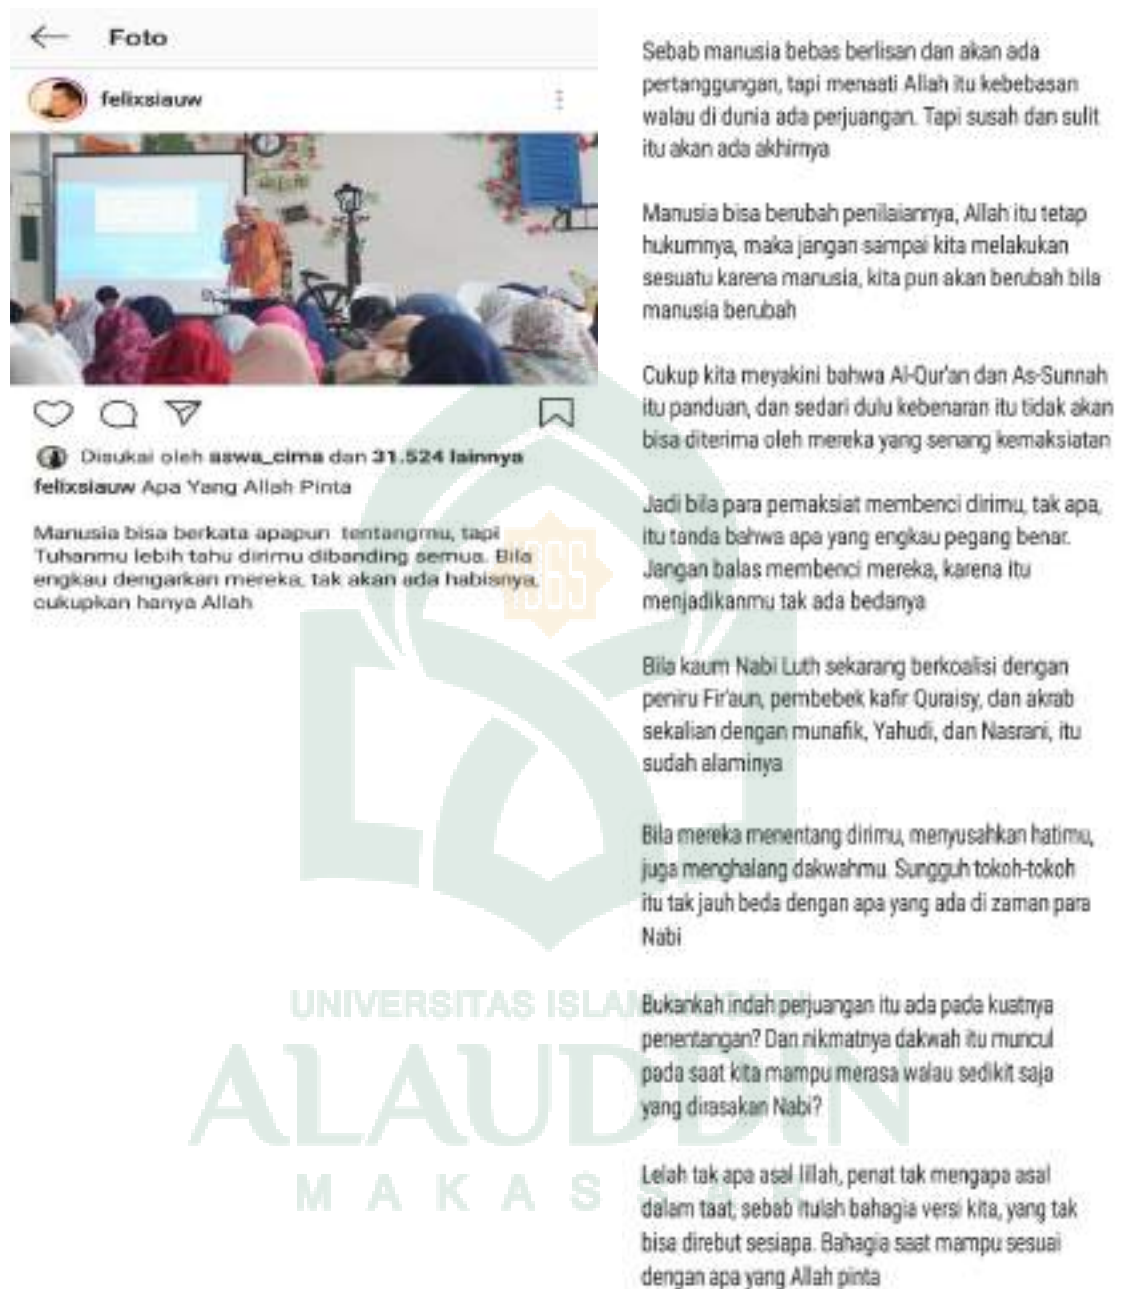 Foto
felixsiauw
Disukai oleh aswa_cima dan 31.524 lainnya
felixsiauw Apa Yang Allah Pinta
Manusia bisa berkata apapun tentangmu, tapi
Tuhanmu lebih tahu dirimu dibanding semua. Bila
engkau dengarkan mereka, tak akan ada habisnya,
cukupkan hanya Allah
Sebab manusia bebas berlisan dan akan ada
pertanggungan, tapi menaati Allah itu kebebasan
walau di dunia ada perjuangan. Tapi susah dan sulit
itu akan ada akhirnya
Manusia bisa berubah penilaiannya, Allah itu tetap
hukumnya, maka jangan sampai kita melakukan
sesuatu karena manusia, kita pun akan berubah bila
manusia berubah
Cukup kita meyakini bahwa Al-Qur'an dan As-Sunnah
itu panduan, dan sedari dulu kebenaran itu tidak akan
bisa diterima oleh mereka yang senang kemaksiatan
Jadi bila para pemaksiat membenci dirimu, tak apa,
itu tanda bahwa apa yang engkau pegang benar.
Jangan balas membenci mereka, karena itu
menjadikanmu tak ada bedanya
Bila kaum Nabi Luth sekarang berkoalisi dengan
peniru Fir'aun, pembebek kafir Quraisy, dan akrab
sekalian dengan munafik, Yahudi, dan Nasrani, itu
sudah alaminya
Bila mereka menentang dirimu, menyusahkan hatimu,
juga menghalang dakwahmu. Sungguh tokoh-tokoh
itu tak jauh beda dengan apa yang ada di zaman para
Nabi
Bukankah indah perjuangan itu ada pada kuatnya
penentangan? Dan nikmatnya dakwah itu muncul
pada saat kita mampu merasa walau sedikit saja
yang dirasakan Nabi?
Lelah tak apa asal lillah, penat tak mengapa asal
dalam taat, sebab itulah bahagia versi kita, yang tak
bisa direbut sesiapa. Bahagia saat mampu sesuai
dengan apa yang Allah pinta
1965
UNIVERSITAS ISLAM NEGERI
ALAUDDIN
MAKASSAR